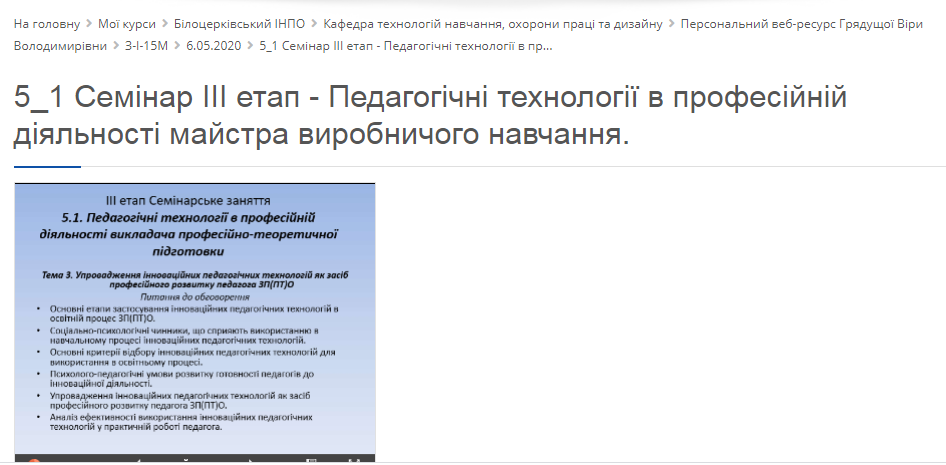 На головну > Мої курси > Білоцерківський ІНПО > Кафедра технологій навчання, охорони праці та дизайну > Персональний веб-ресурс Грядущої Віри
Володимирівни > З-І-15М > 6.05.2020 > 5_1 Семінар ІІІ етап - Педагогічні технології в пр...
5_1 Семінар ІІІ етап - Педагогічні технології в професійній
діяльності майстра виробничого навчання.
ІІІ етап Семінарське заняття
5.1. Педагогічні технології в професійній
діяльності викладача професійно-теоретичної
підготовки
Тема 3. Упровадження інноваційних педагогічних технологій як засіб
професійного розвитку педагога ЗП(ПТ)О
Питання до обговорення
• Основні етапи застосування інноваційних педагогічних технологій в
освітній процес ЗП(ПТ)О.
• Соціально-психологічні чинники, що сприяють використанню в
навчальному процесі інноваційних педагогічних технологій.
• Основні критерії відбору інноваційних педагогічних технологій для
використання в освітньому процесі.
• Психолого-педагогічні умови розвитку готовності педагогів до
інноваційної діяльності.
• Упровадження інноваційних педагогічних технологій як засіб
професійного розвитку педагога ЗП(ПТ)О.
• Аналіз ефективності використання інноваційних педагогічних
технологій у практичній роботі педагога.